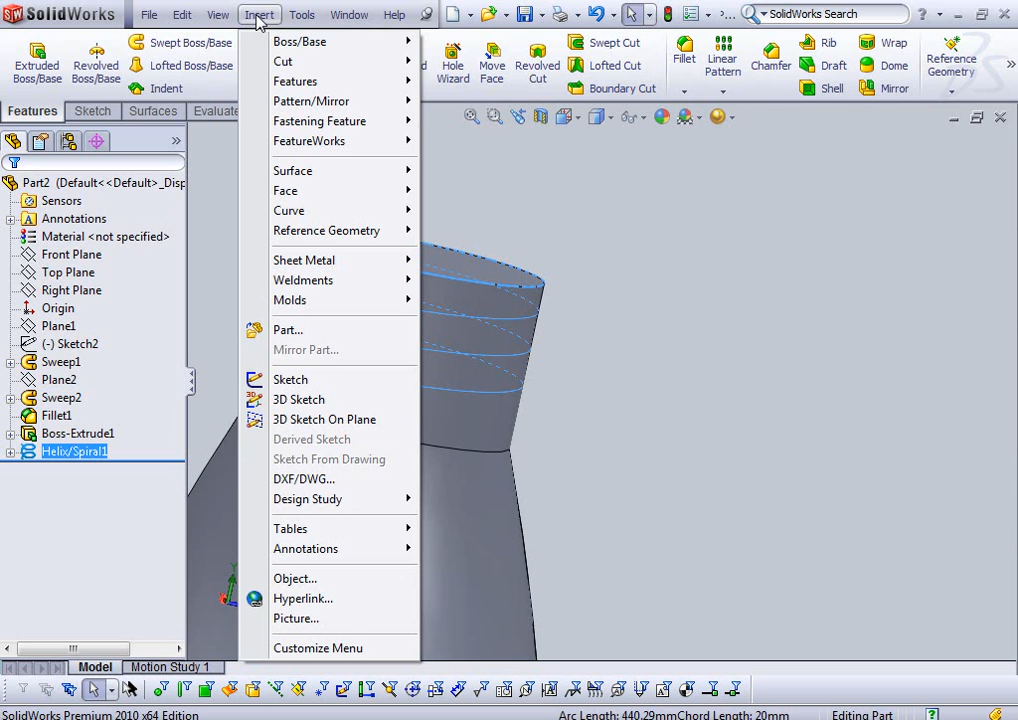 SW SolidWorks File Edit View Insert Tools Window Help SolidWorks Search
Extruded Boss/Base
Revolved Boss/Base
Swept Boss/Base
Lofted Boss/Base
Indent
Hole Wizard
Move Face
Revolved Cut
Swept Cut
Lofted Cut
Boundary Cut
Fillet
Linear Pattern
Chamfer
Rib
Draft
Shell
Wrap
Dome
Mirror
Reference Geometry
Features Sketch Surfaces Evaluate
Part2 (Default<<Default>_Disp
Sensors
Annotations
Material <not specified>
Front Plane
Top Plane
Right Plane
Origin
Plane1
(-) Sketch2
Sweep1
Plane2
Sweep2
Fillet1
Boss-Extrude1
Helix/Spiral1
Boss/Base
Cut
Features
Pattern/Mirror
Fastening Feature
FeatureWorks
Surface
Face
Curve
Reference Geometry
Sheet Metal
Weldments
Molds
Part...
Mirror Part...
Sketch
3D Sketch
3D Sketch On Plane
Derived Sketch
Sketch From Drawing
DXF/DWG...
Design Study
Tables
Annotations
Object...
Hyperlink...
Picture...
Customize Menu
Model Motion Study 1
SolidWorks Premium 2010 x64 Edition Arc Length: 440.29mm Chord Length: 20mm Editing Part